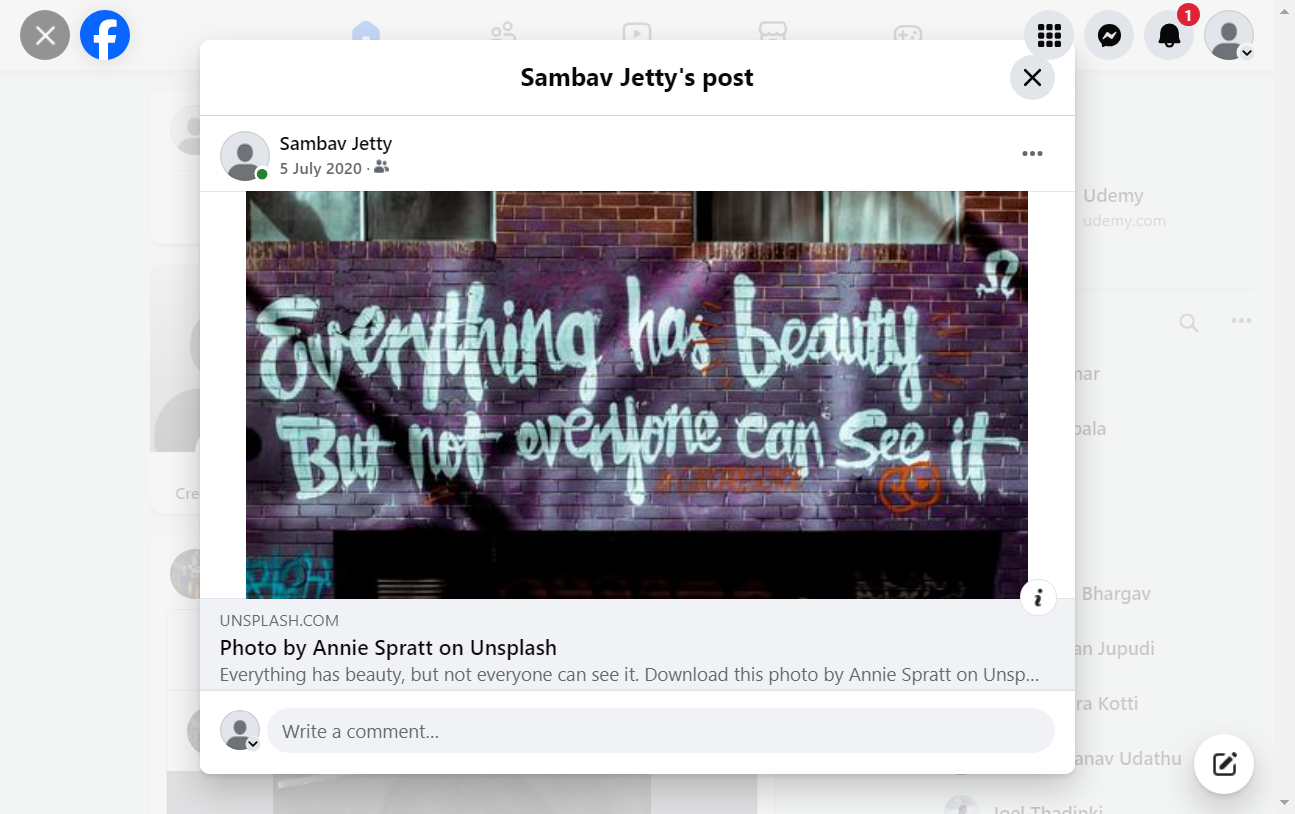 1
Sambav Jetty's post
Sambav Jetty
5 July 2020 ·
Udemy
udemy.com
Everything has beauty
But not everyone can See it
UNSPLASH.COM
Photo by Annie Spratt on Unsplash
Everything has beauty, but not everyone can see it. Download this photo by Annie Spratt on Unsp...
Write a comment...
Cre
mar
bala
Bhargav
an Jupudi
ra Kotti
anav Udathu
Joel Thadinki